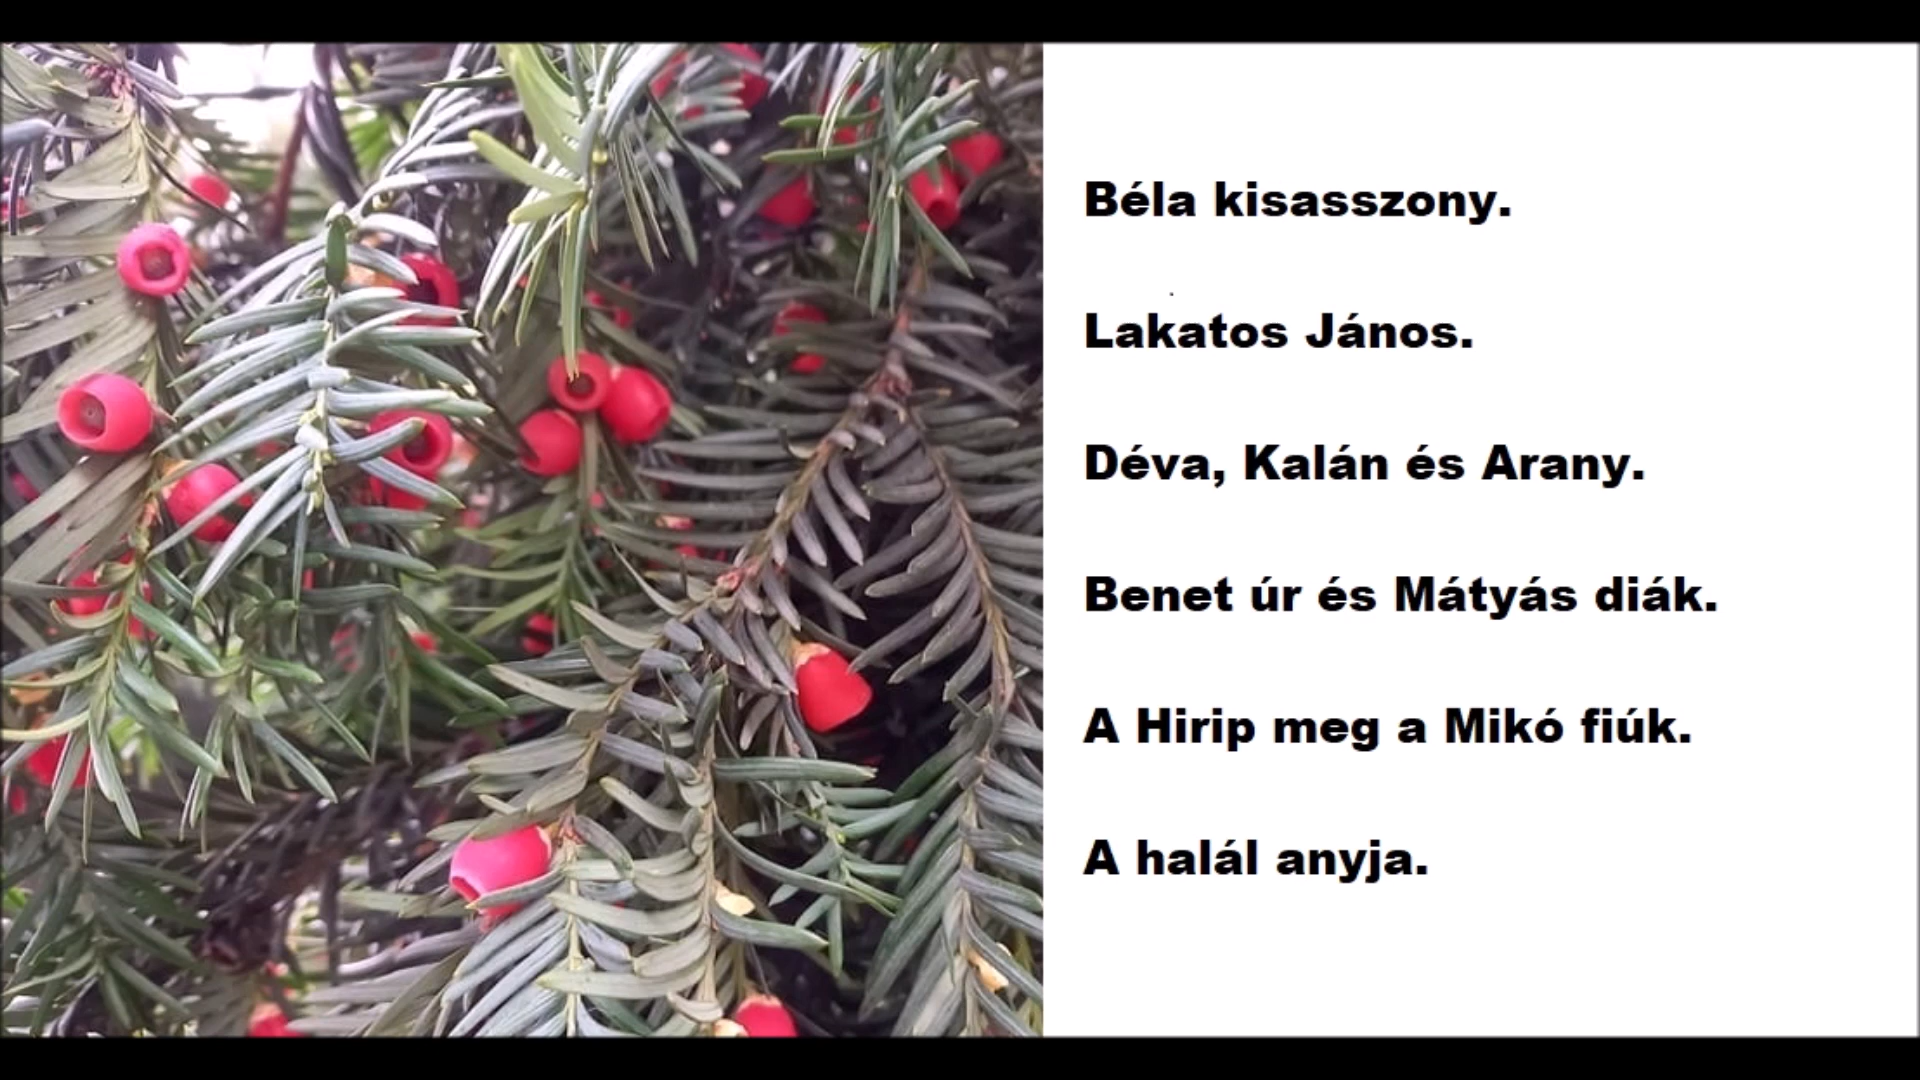 Béla kisasszony.
Lakatos János.
Déva, Kalán és Arany.
Benet úr és Mátyás diák.
A Hirip meg a Mikó fiúk.
A halál anyja.